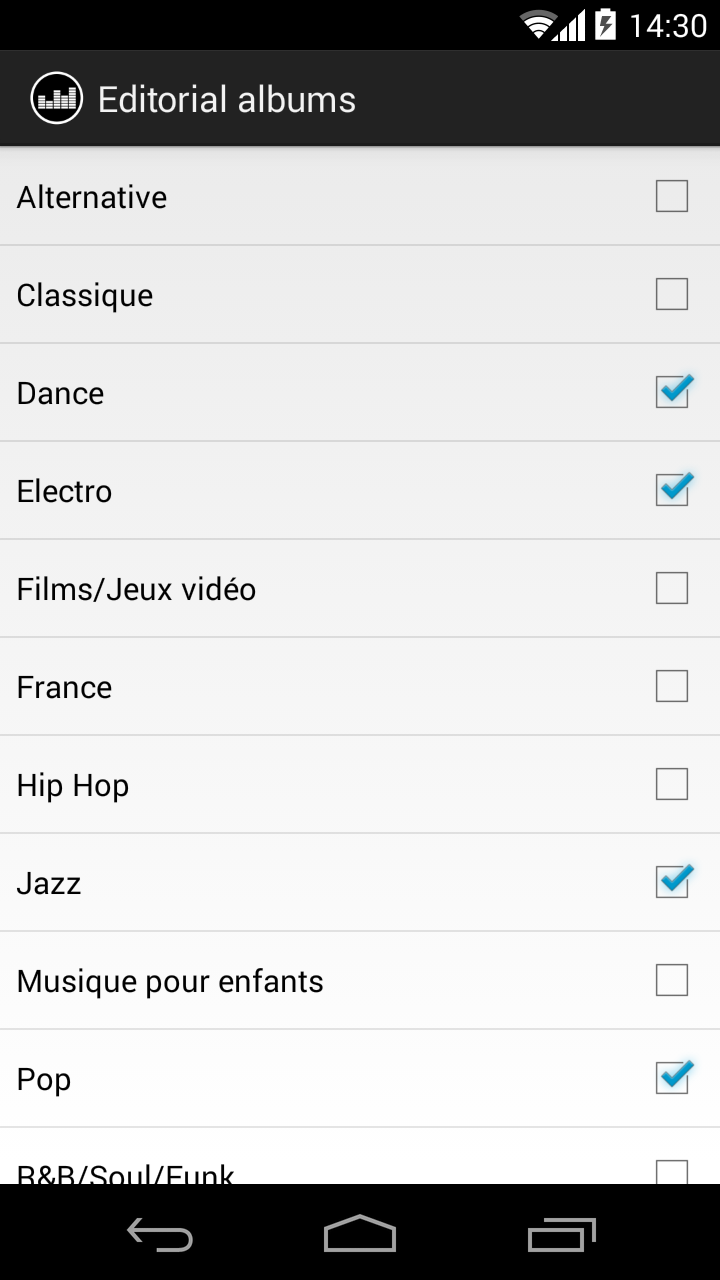 14:30
Editorial albums
Alternative
Classique
Dance
Electro
Films/Jeux vidéo
France
Hip Hop
Jazz
Musique pour enfants
Pop
R&B/Soul/Funk